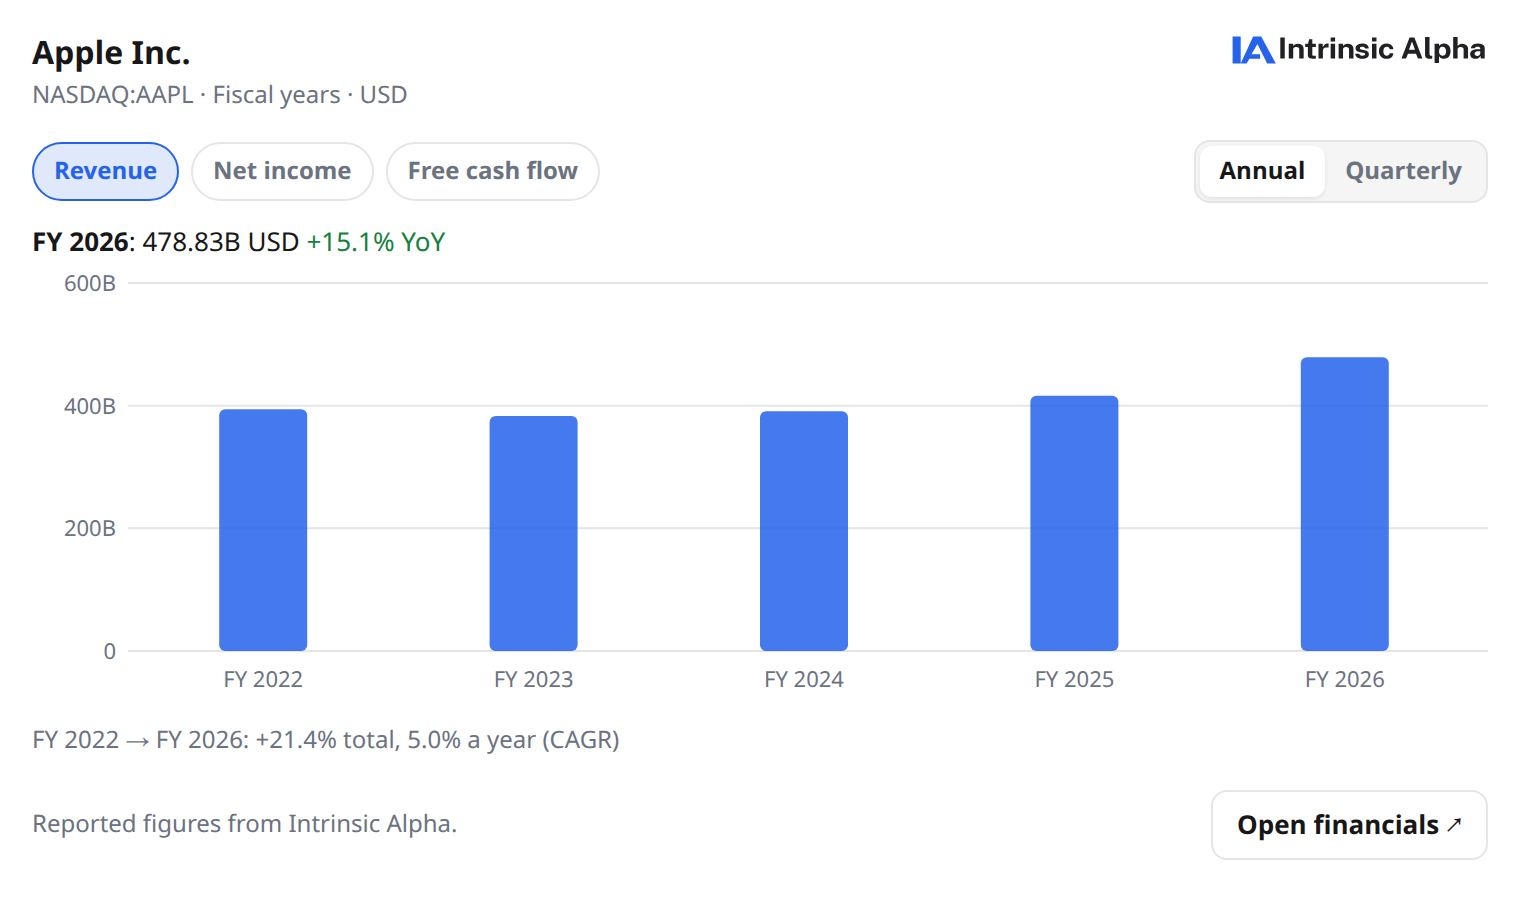 Apple Inc.
IA Intrinsic Alpha
NASDAQ:AAPL · Fiscal years · USD
Revenue
Net income
Free cash flow
Annual
Quarterly
FY 2026: 478.83B USD +15.1% YoY
600B
400B
200B
0
FY 2022
FY 2023
FY 2024
FY 2025
FY 2026
FY 2022 → FY 2026: +21.4% total, 5.0% a year (CAGR)
Reported figures from Intrinsic Alpha.
Open financials ↗